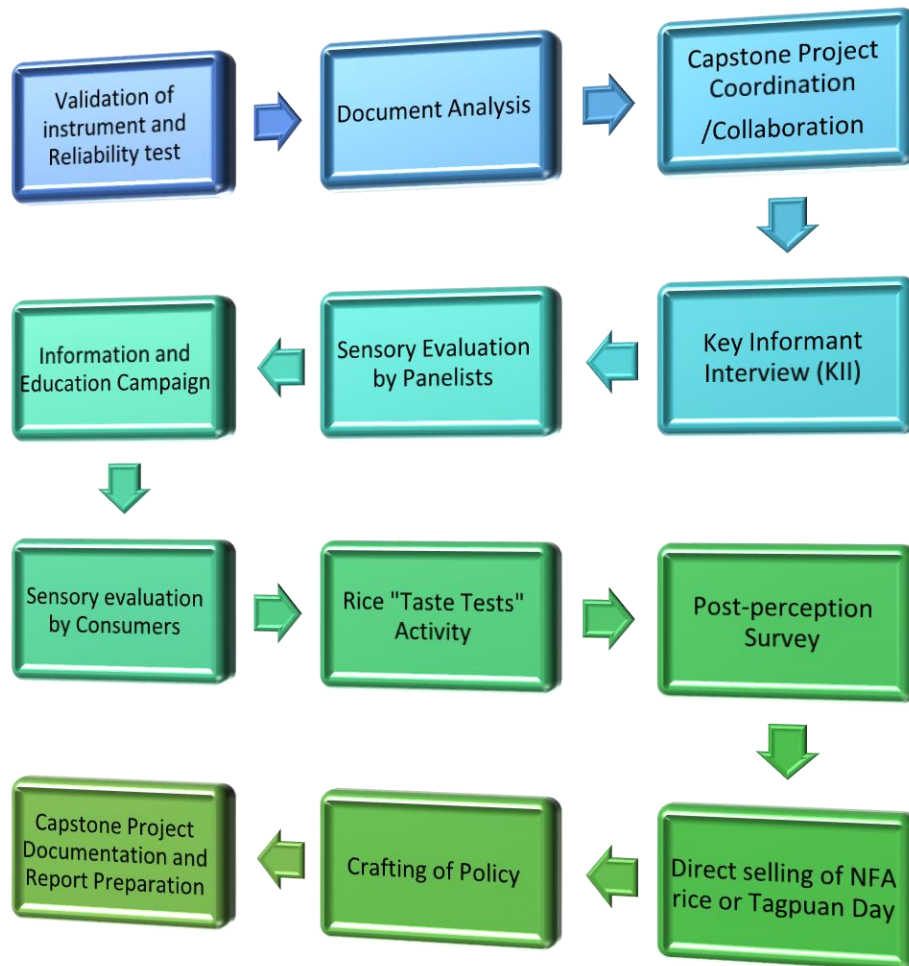 Validation of
instrument and
Reliability test
Document Analysis
Capstone Project
Coordination
/Collaboration
Key Informant
Interview (KII)
Sensory Evaluation
by Panelists
Information and
Education Campaign
Sensory evaluation
by Consumers
Rice "Taste Tests"
Activity
Post-perception
Survey
Direct selling of NFA
rice or Tagpuan Day
Crafting of Policy
Capstone Project
Documentation and
Report Preparation